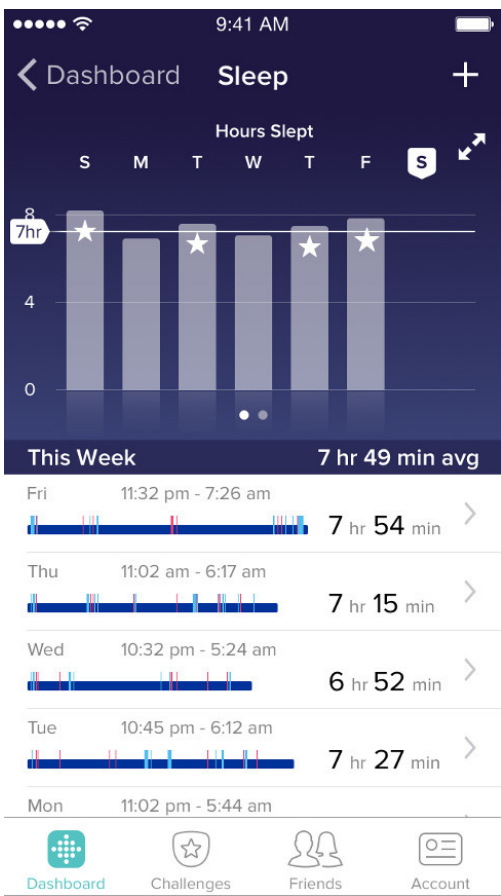 9:41 AM
Dashboard Sleep +
Hours Slept
S M T W T F S
8
7hr
4
0
This Week 7 hr 49 min avg
Fri 11:32 pm - 7:26 am
7 hr 54 min
Thu 11:02 am - 6:17 am
7 hr 15 min
Wed 10:32 pm - 5:24 am
6 hr 52 min
Tue 10:45 pm - 6:12 am
7 hr 27 min
Mon 11:02 pm - 5:44 am
Dashboard Challenges Friends Account